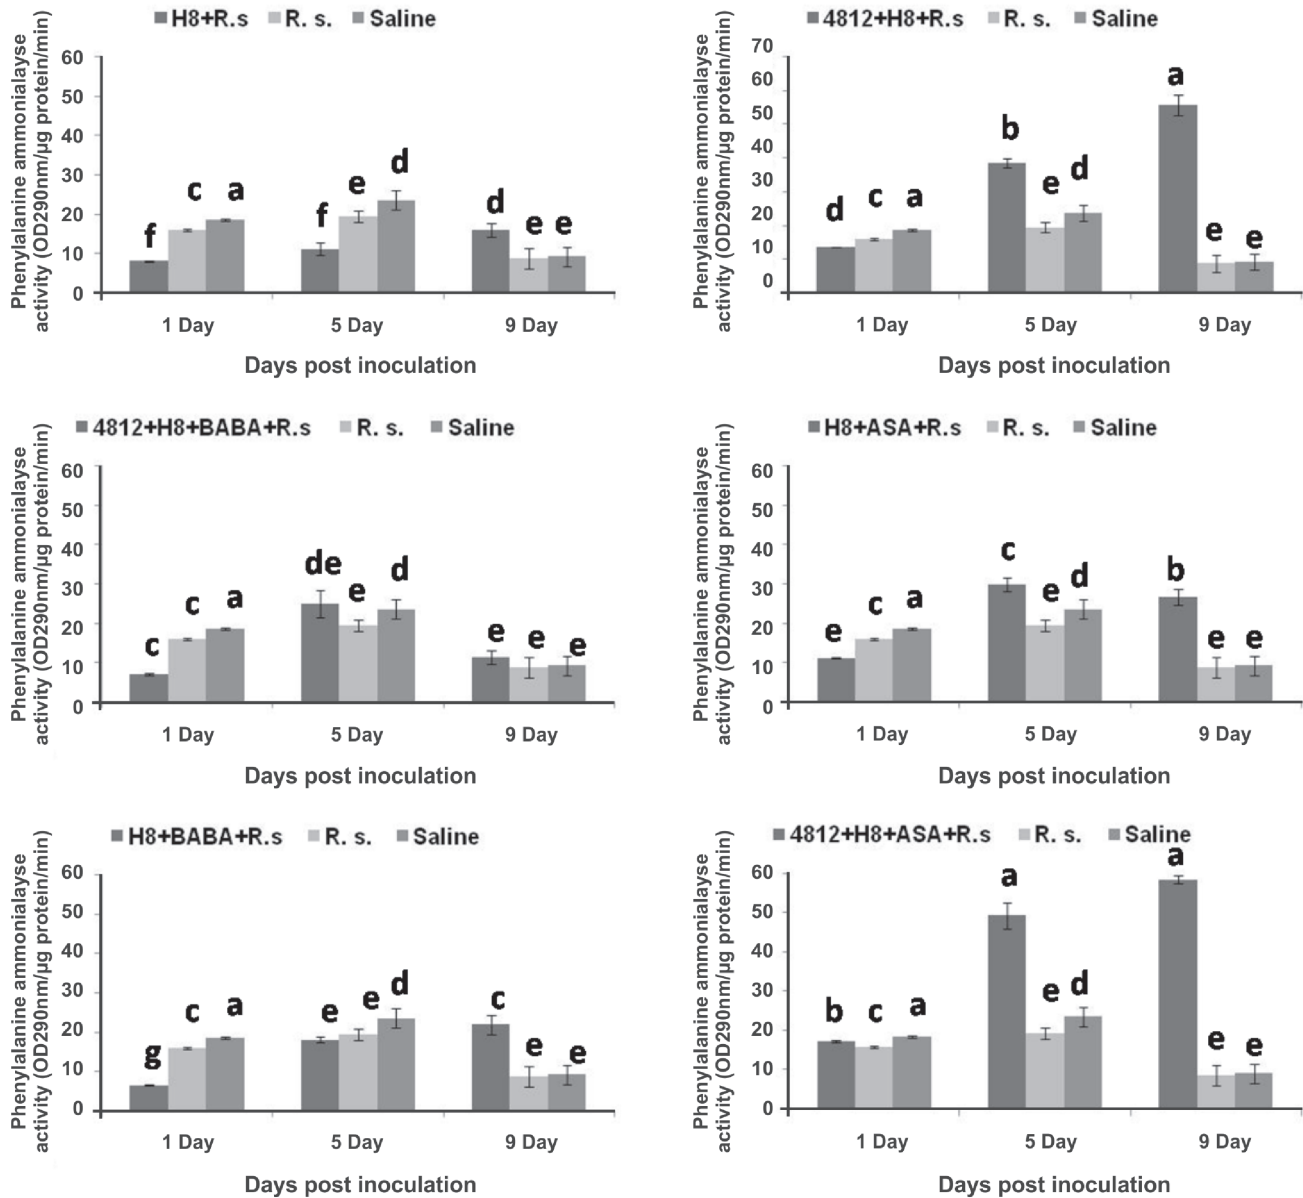 H8+R.s R. s. Saline
Phenylalanine ammonialayse
activity (OD290nm/µg protein/min)
60
50
40
30
20
10
0
f c a f e d d e e
1 Day 5 Day 9 Day
Days post inoculation
4812+H8+R.s R. s. Saline
Phenylalanine ammonialayse
activity (OD290nm/µg protein/min)
70
60
50
40
30
20
10
0
d c a b e d a e e
1 Day 5 Day 9 Day
Days post inoculation
4812+H8+BABA+R.s R. s. Saline
Phenylalanine ammonialayse
activity (OD290nm/µg protein/min)
60
50
40
30
20
10
0
c c a de e d e e e
1 Day 5 Day 9 Day
Days post inoculation
H8+ASA+R.s R. s. Saline
Phenylalanine ammonialayse
activity (OD290nm/µg protein/min)
60
50
40
30
20
10
0
e c a c e d b e e
1 Day 5 Day 9 Day
Days post inoculation
H8+BABA+R.s R. s. Saline
Phenylalanine ammonialayse
activity (OD290nm/µg protein/min)
60
50
40
30
20
10
0
g c a e e d c e e
1 Day 5 Day 9 Day
Days post inoculation
4812+H8+ASA+R.s R. s. Saline
Phenylalanine ammonialayse
activity (OD290nm/µg protein/min)
60
50
40
30
20
10
0
b c a a e d a e e
1 Day 5 Day 9 Day
Days post inoculation